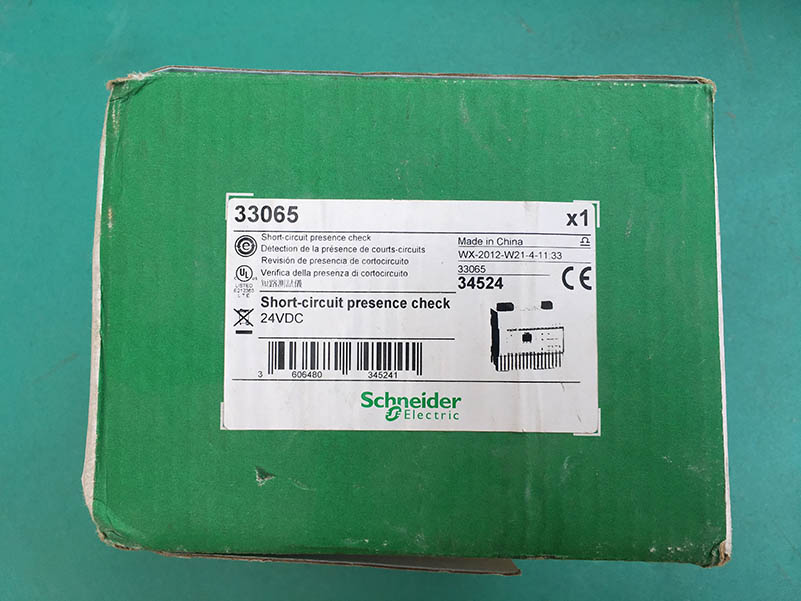 33065
x1
Short-circuit presence check
Détection de la présence de courts-circuits
Revisión de presencia de cortocircuito
Verifica della presenza di cortocircuito
Made in China
WX-2012-W21-4-11:33
33065
34524
CE
UL
LISTED
Short-circuit presence check
24VDC
3 606480 345241
Schneider
Electric